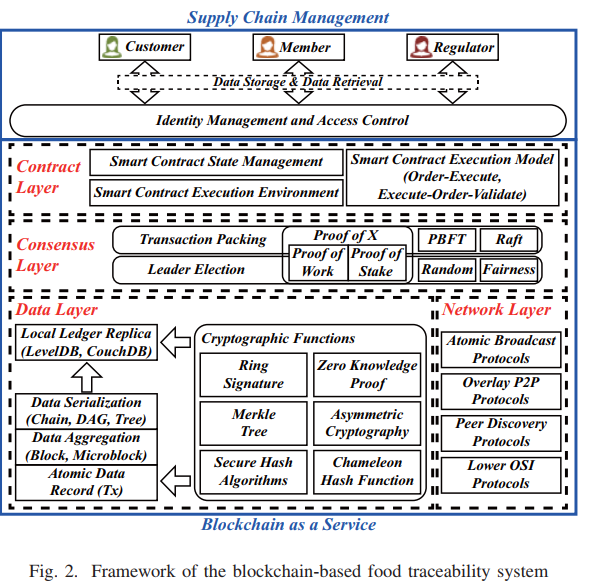 Supply Chain Management
Customer
Member
Regulator
Data Storage & Data Retrieval
Identity Management and Access Control
Contract
Layer
Smart Contract State Management
Smart Contract Execution Environment
Smart Contract Execution Model
(Order-Execute,
Execute-Order-Validate)
Consensus
Layer
Transaction Packing
Leader Election
Proof of X
Proof of
Work
Proof of
Stake
PBFT
Raft
Random
Fairness
Data Layer
Local Ledger Replica
(LevelDB, CouchDB)
Data Serialization
(Chain, DAG, Tree)
Data Aggregation
(Block, Microblock)
Atomic Data
Record (Tx)
Cryptographic Functions
Ring
Signature
Zero Knowledge
Proof
Merkle
Tree
Asymmetric
Cryptography
Secure Hash
Algorithms
Chameleon
Hash Function
Network Layer
Atomic Broadcast
Protocols
Overlay P2P
Protocols
Peer Discovery
Protocols
Lower OSI
Protocols
Blockchain as a Service
Fig. 2. Framework of the blockchain-based food traceability system